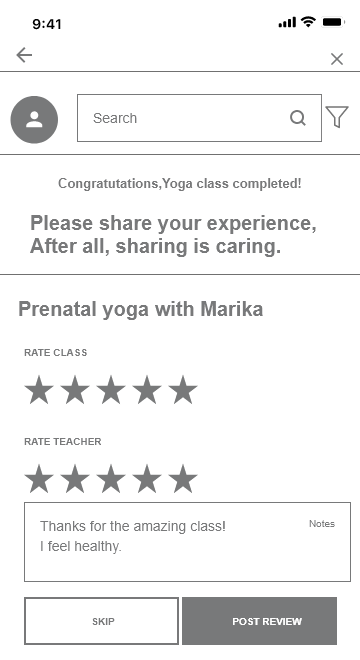 9:41
Search
Congratutations,Yoga class completed!
Please share your experience,
After all, sharing is caring.
Prenatal yoga with Marika
RATE CLASS
RATE TEACHER
Thanks for the amazing class!
Notes
I feel healthy.
SKIP
POST REVIEW